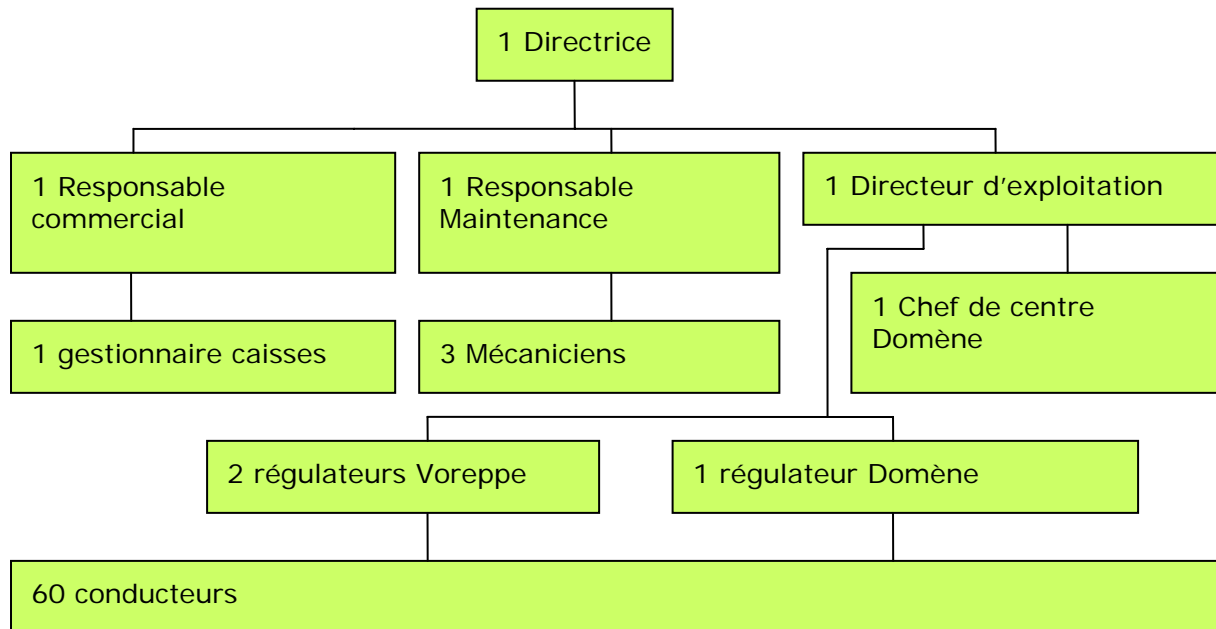 1 Directrice
1 Responsable
commercial
1 Responsable
Maintenance
1 Directeur d'exploitation
1 gestionnaire caisses
3 Mécaniciens
1 Chef de centre
Domène
2 régulateurs Voreppe
1 régulateur Domène
60 conducteurs